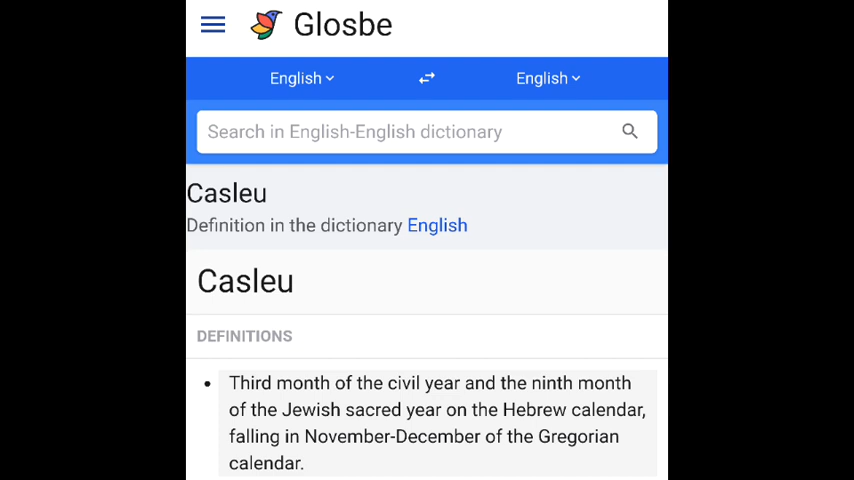 Glosbe
English English
Search in English-English dictionary
Casleu
Definition in the dictionary English
Casleu
DEFINITIONS
• Third month of the civil year and the ninth month
of the Jewish sacred year on the Hebrew calendar,
falling in November-December of the Gregorian
calendar.